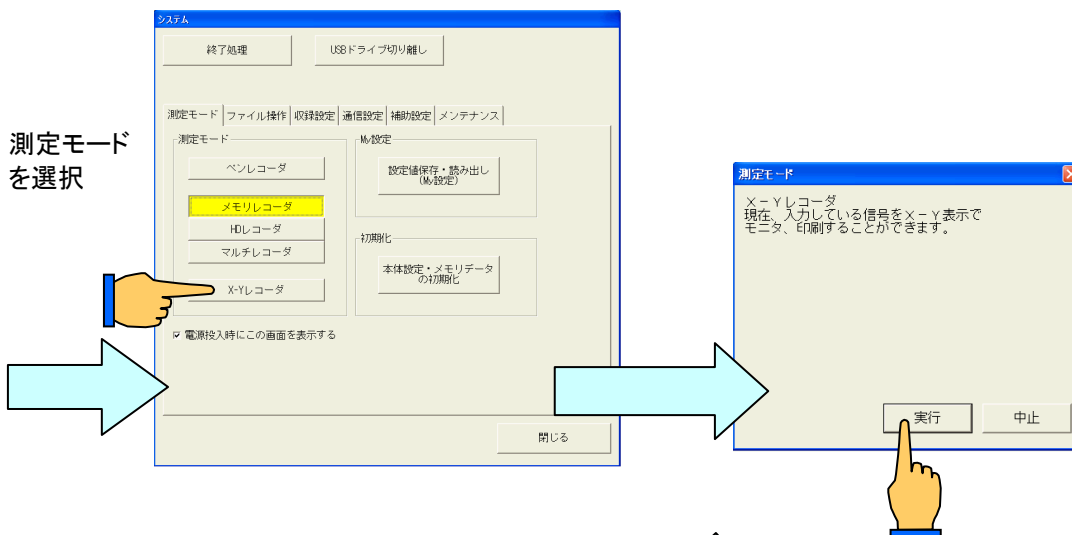 測定モード
を選択
システム
終了処理
USBドライブ切り離し
測定モード
ファイル操作
収録設定
通信設定
補助設定
メンテナンス
測定モード
ペンレコーダ
メモリレコーダ
HDレコーダ
マルチレコーダ
X-Yレコーダ
My設定
設定値保存・読み出し
(My設定)
初期化
本体設定・メモリデータ
の初期化
電源投入時にこの画面を表示する
閉じる
測定モード
X－Yレコーダ
現在、入力している信号をX－Y表示で
モニタ、印刷することができます。
実行
中止